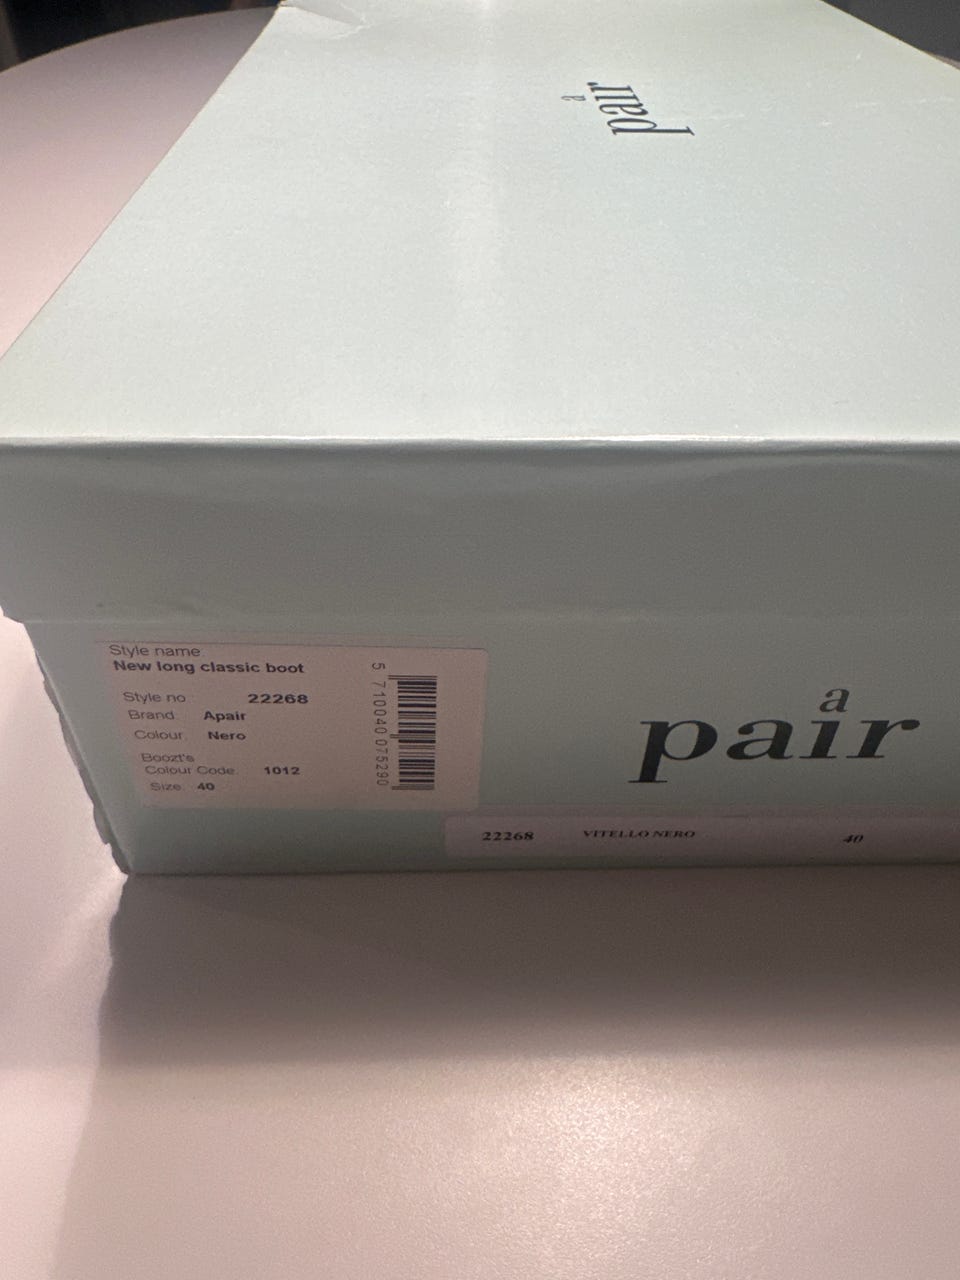 a
pair
Style name:
New long classic boot
Style no : 22268
Brand: Apair
Colour: Nero
Boozt's
Colour Code: 1012
Size: 40
5 710040 075290
a
pair
22268 VITELLO NERO 40